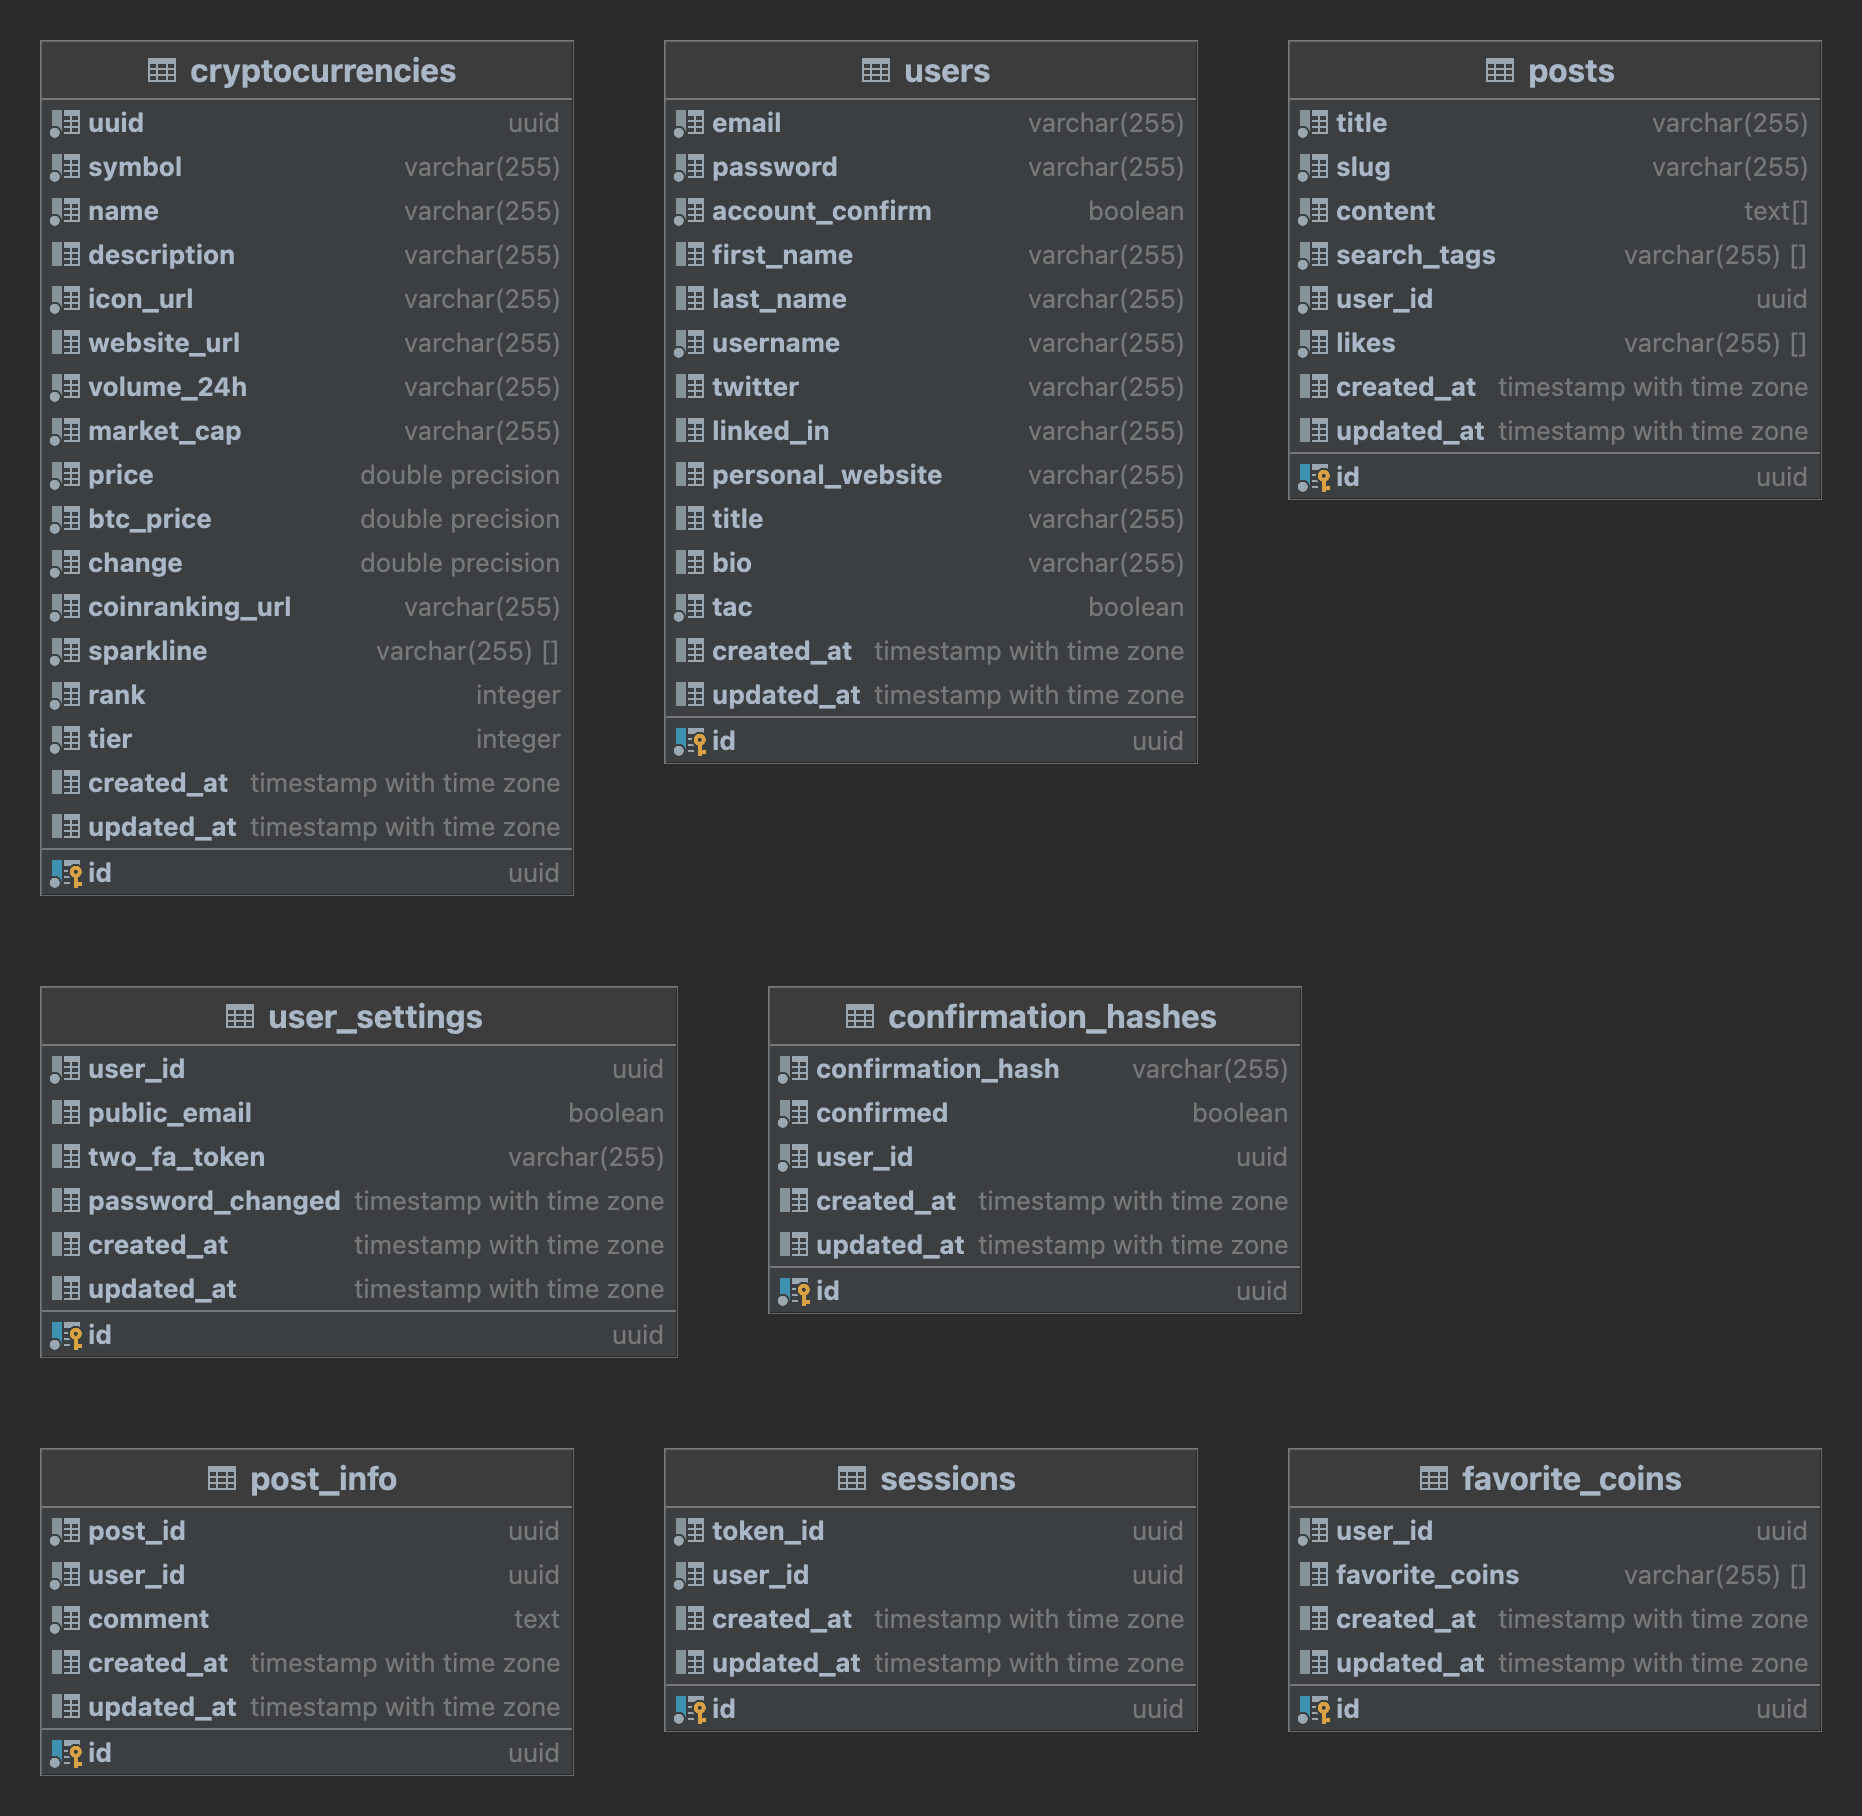 cryptocurrencies
uuid uuid
symbol varchar(255)
name varchar(255)
description varchar(255)
icon_url varchar(255)
website_url varchar(255)
volume_24h varchar(255)
market_cap varchar(255)
price double precision
btc_price double precision
change double precision
coinranking_url varchar(255)
sparkline varchar(255) []
rank integer
tier integer
created_at timestamp with time zone
updated_at timestamp with time zone
id uuid
users
email varchar(255)
password varchar(255)
account_confirm boolean
first_name varchar(255)
last_name varchar(255)
username varchar(255)
twitter varchar(255)
linked_in varchar(255)
personal_website varchar(255)
title varchar(255)
bio varchar(255)
tac boolean
created_at timestamp with time zone
updated_at timestamp with time zone
id uuid
posts
title varchar(255)
slug varchar(255)
content text[]
search_tags varchar(255) []
user_id uuid
likes varchar(255) []
created_at timestamp with time zone
updated_at timestamp with time zone
id uuid
user_settings
user_id uuid
public_email boolean
two_fa_token varchar(255)
password_changed timestamp with time zone
created_at timestamp with time zone
updated_at timestamp with time zone
id uuid
confirmation_hashes
confirmation_hash varchar(255)
confirmed boolean
user_id uuid
created_at timestamp with time zone
updated_at timestamp with time zone
id uuid
post_info
post_id uuid
user_id uuid
comment text
created_at timestamp with time zone
updated_at timestamp with time zone
id uuid
sessions
token_id uuid
user_id uuid
created_at timestamp with time zone
updated_at timestamp with time zone
id uuid
favorite_coins
user_id uuid
favorite_coins varchar(255) []
created_at timestamp with time zone
updated_at timestamp with time zone
id uuid